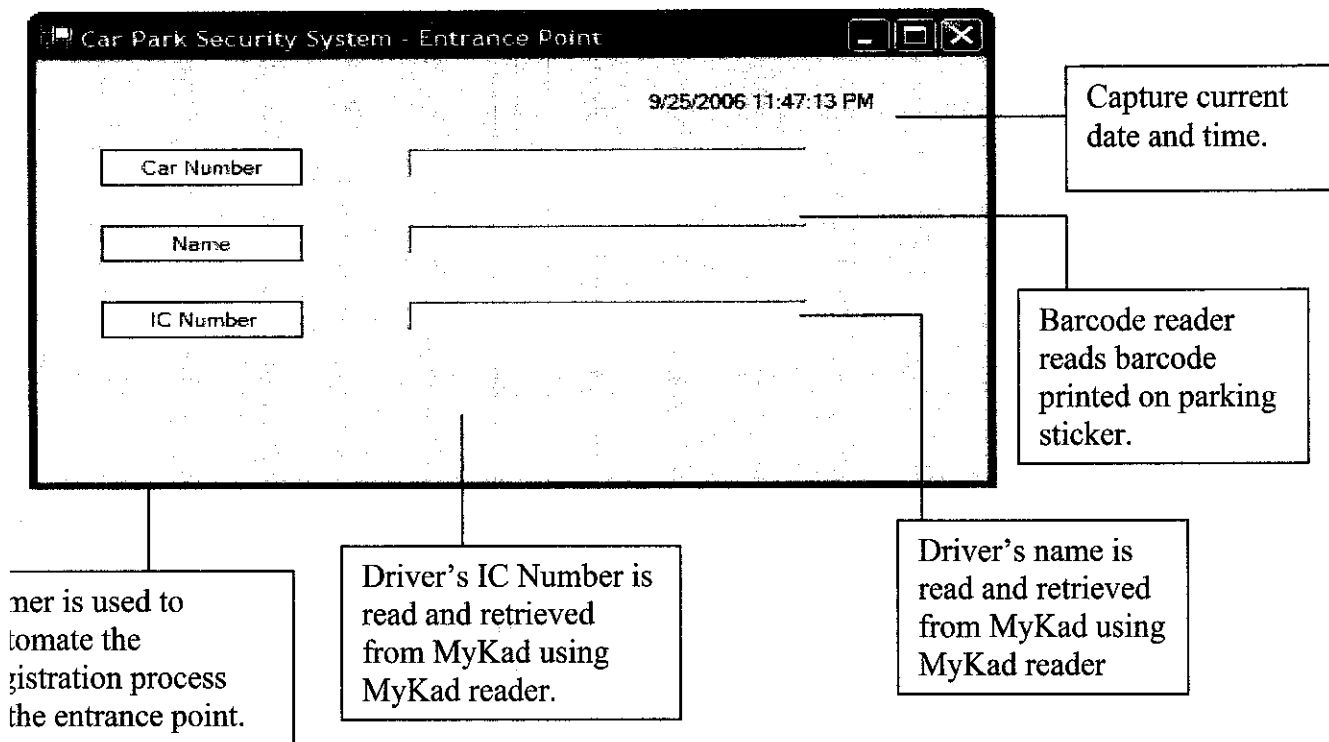 Car Park Security System - Entrance Point
9/25/2006 11:47:13 PM
Car Number
Name
IC Number
Capture current
date and time.
Barcode reader
reads barcode
printed on parking
sticker.
Driver's name is
read and retrieved
from MyKad using
MyKad reader
Driver's IC Number is
read and retrieved
from MyKad using
MyKad reader.
is used to
the
process
the entrance point.